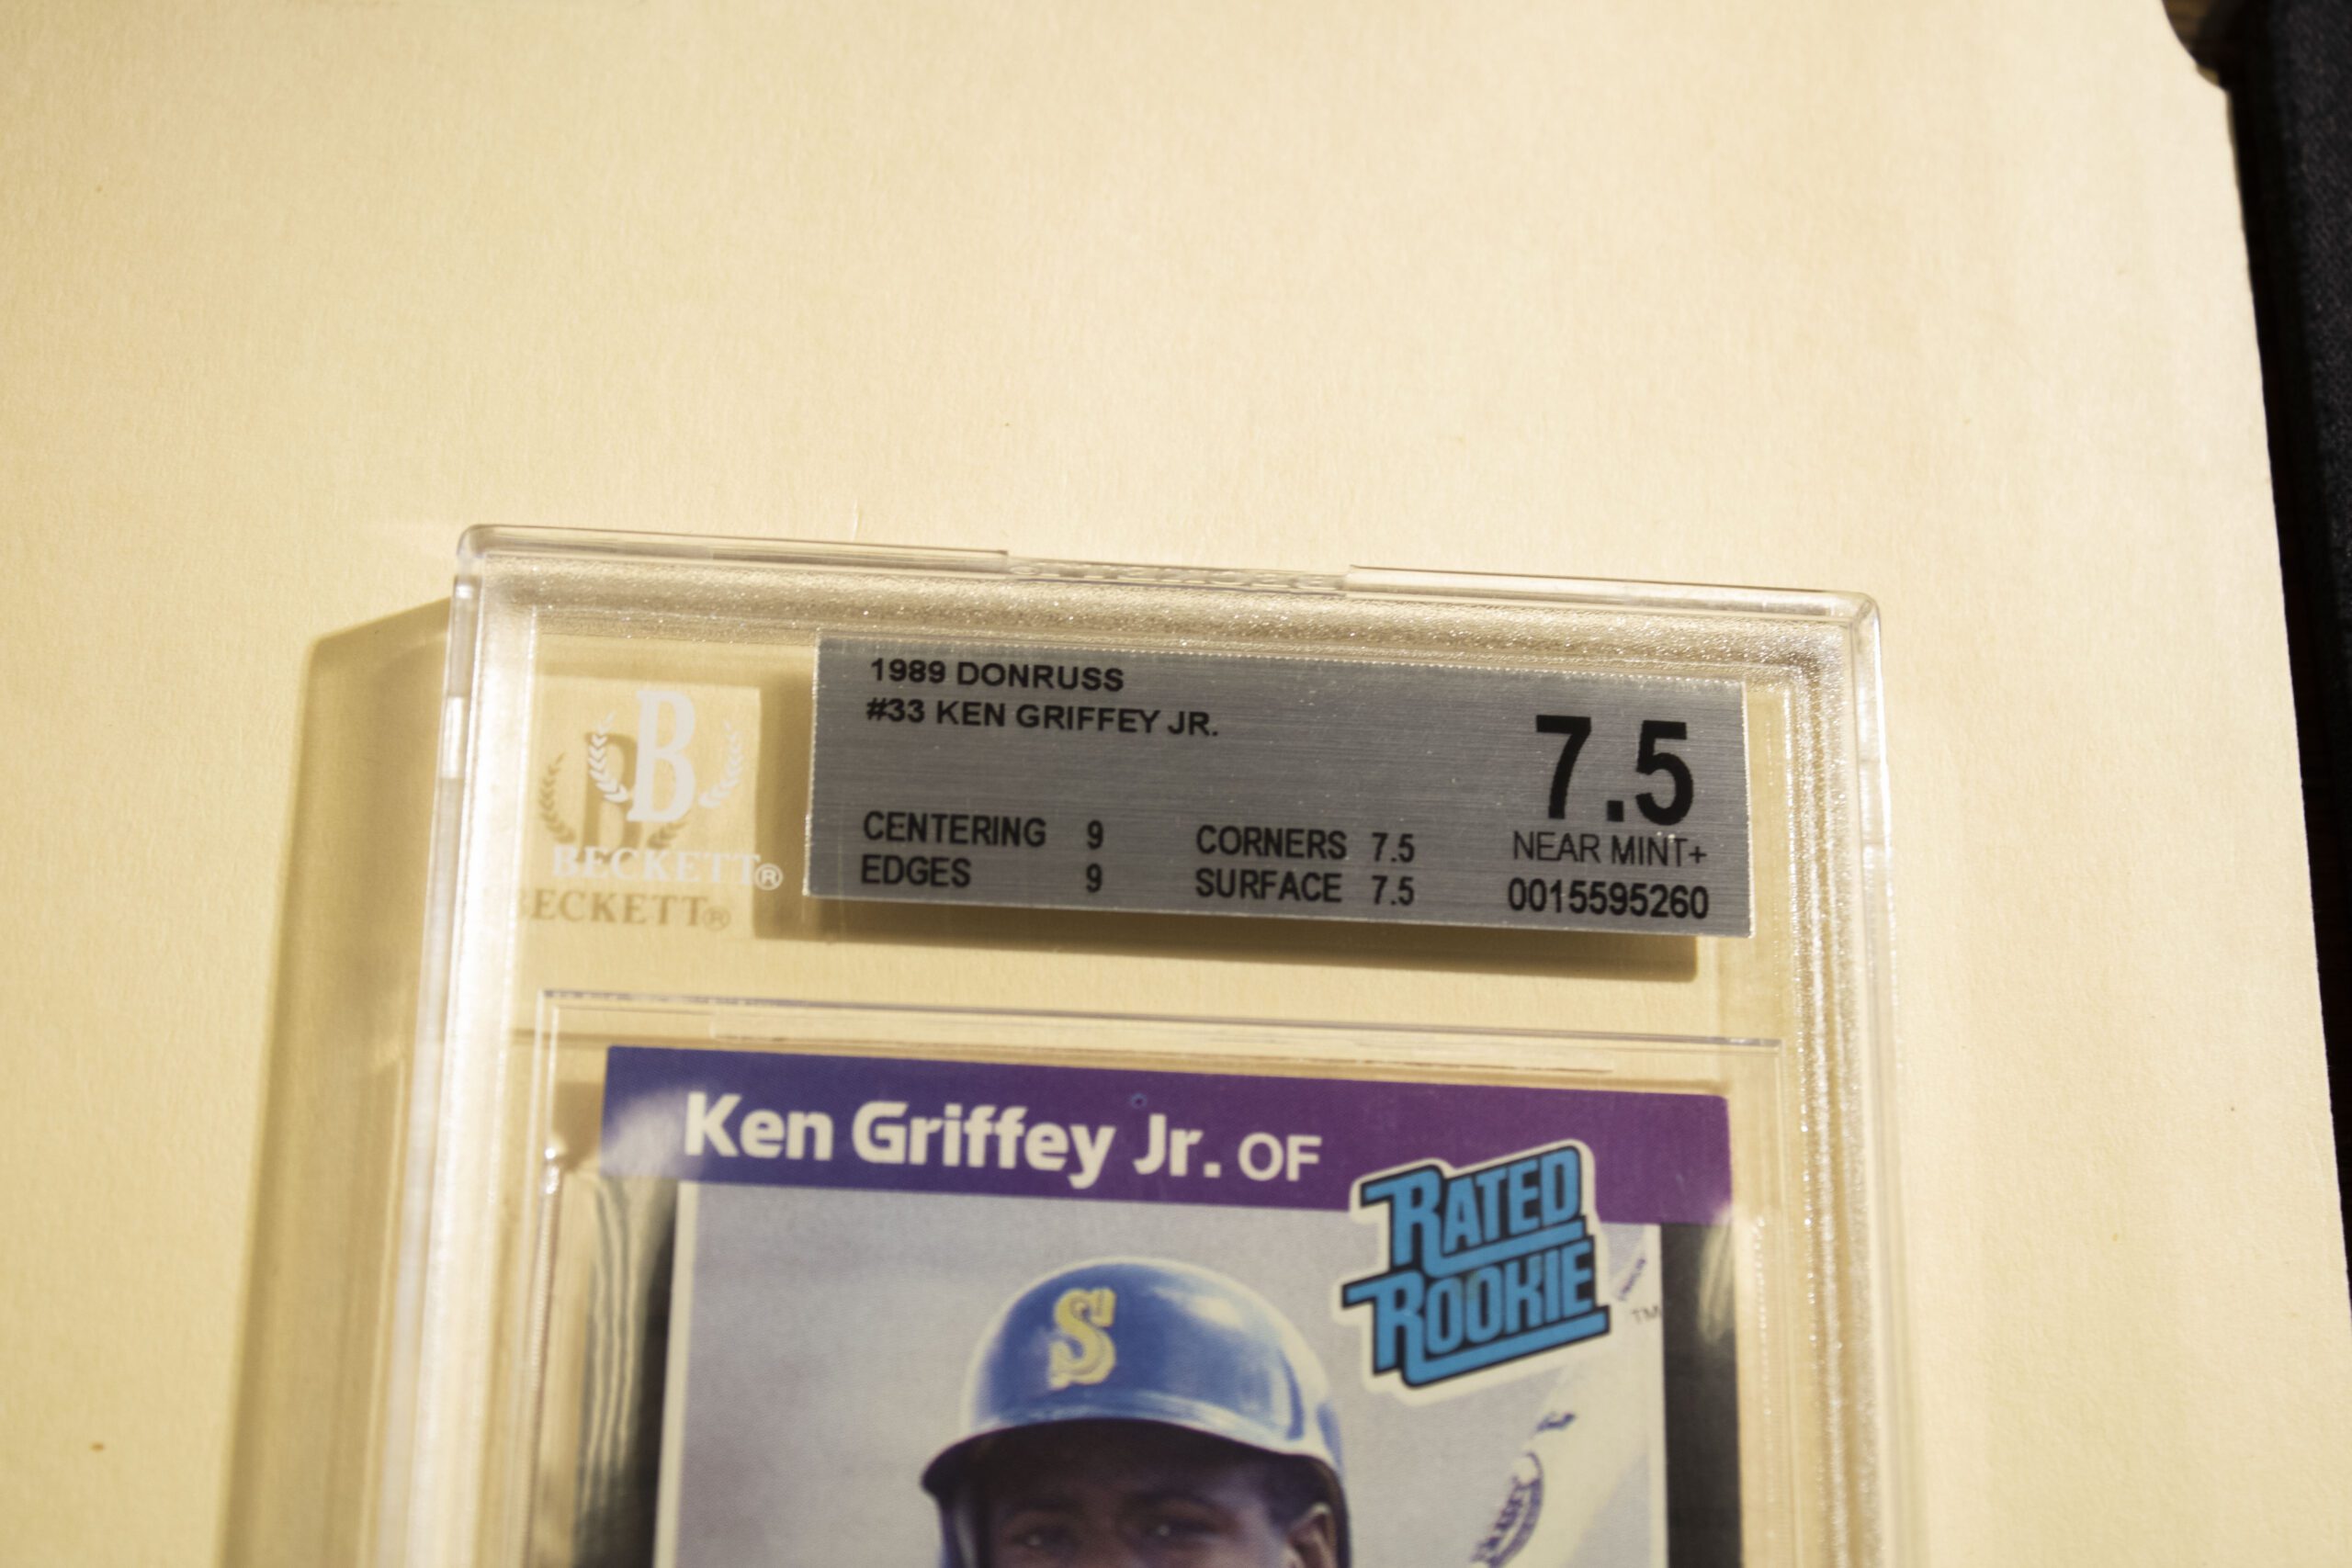 1989 DONRUSS
#33 KEN GRIFFEY JR.
7.5
CENTERING 9 CORNERS 7.5 NEAR MINT+
EDGES 9 SURFACE 7.5 0015595260
B
BECKETT®
Ken Griffey Jr. OF
RATED
ROOKIE
TM
S